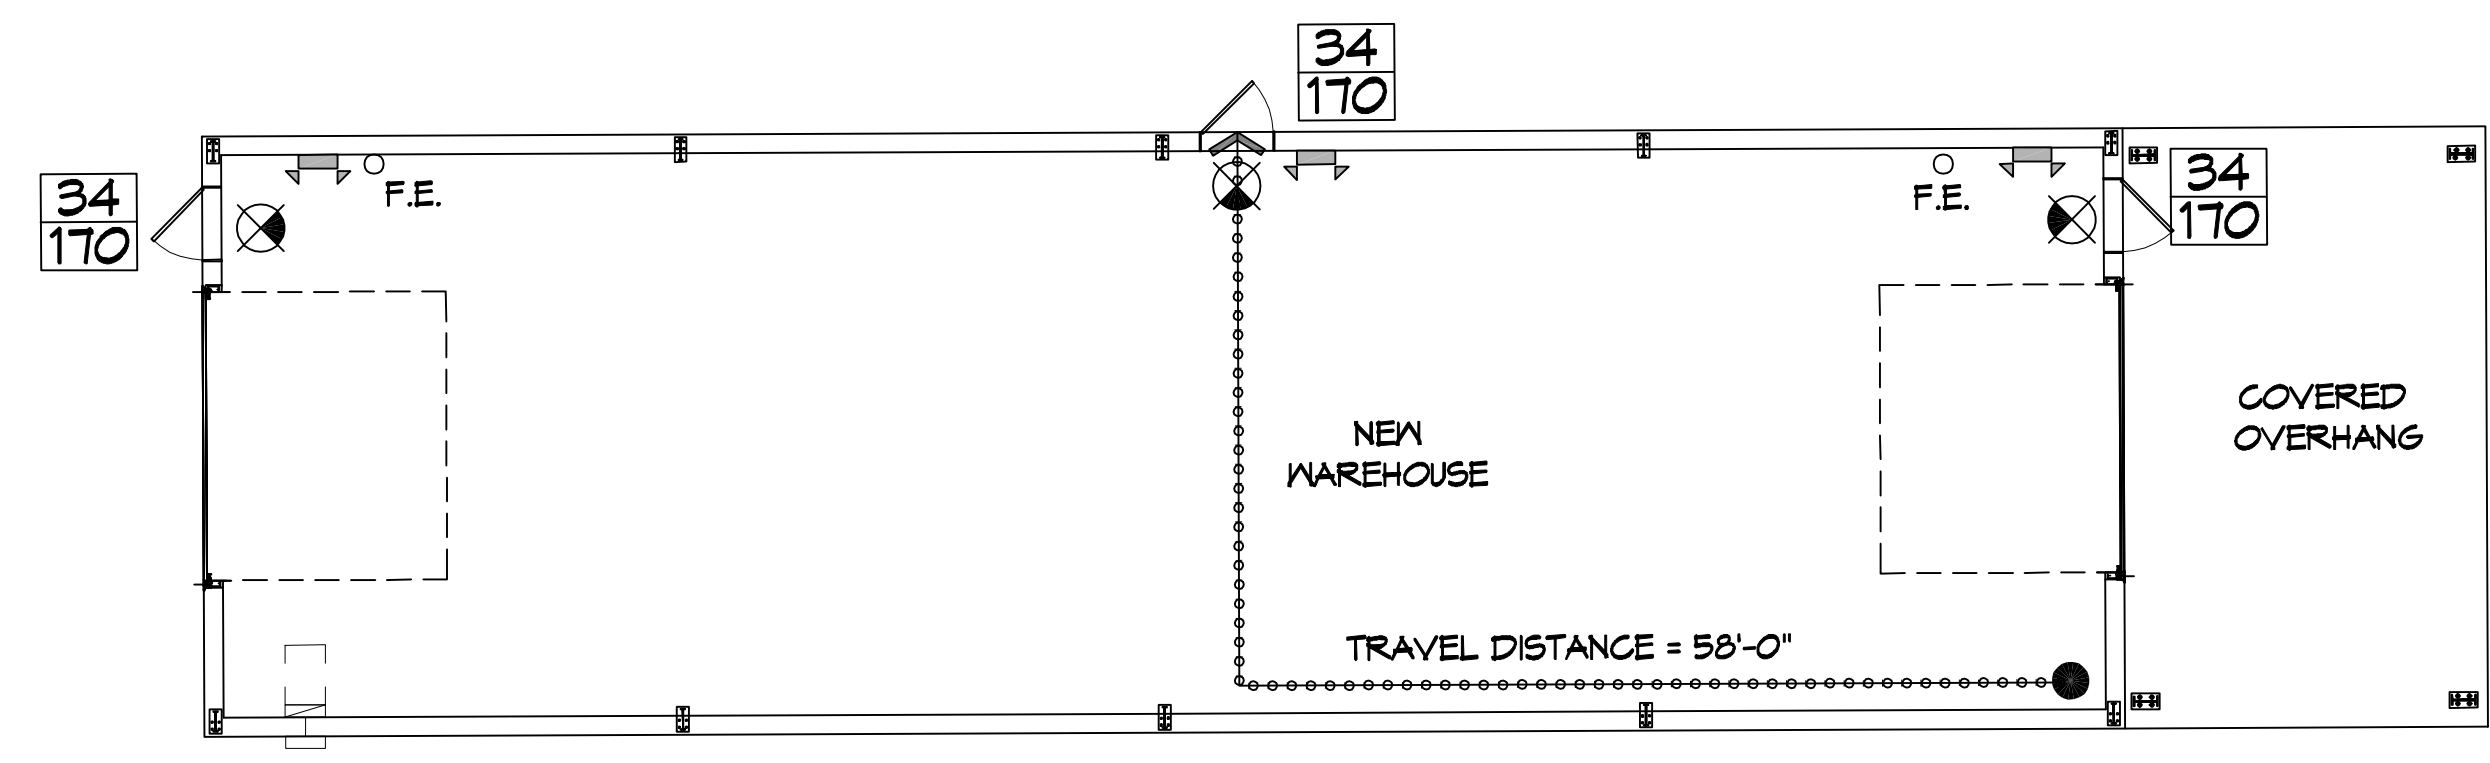 34
170
34
170
34
170
F.E.
F.E.
COVERED
OVERHANG
NEW
WAREHOUSE
TRAVEL DISTANCE = 58'-0"